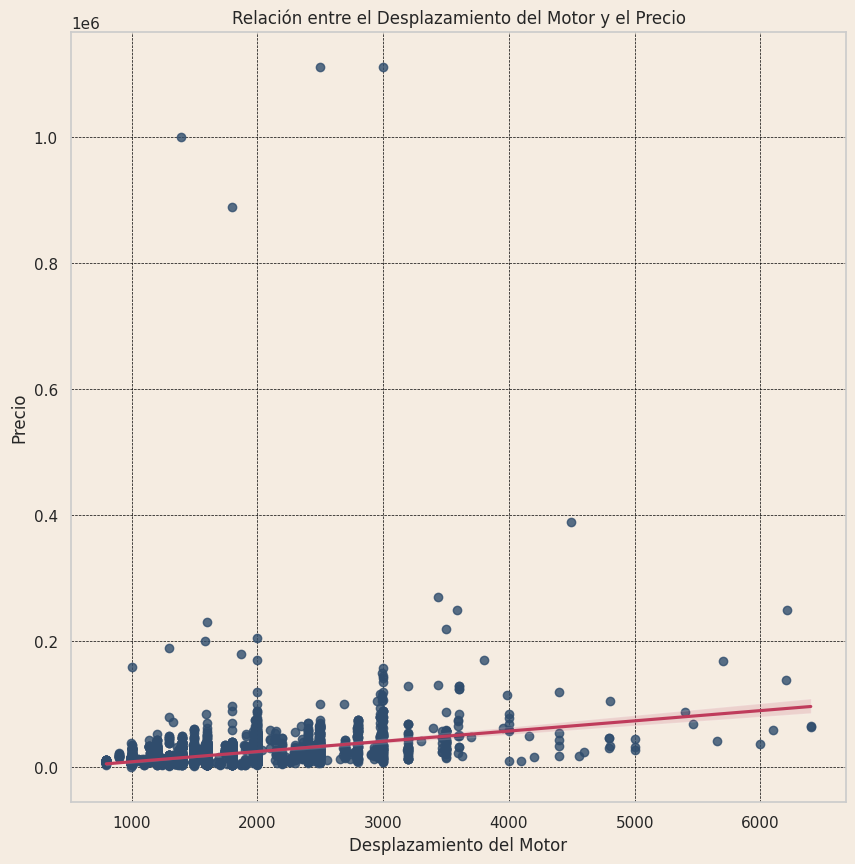 Relación entre el Desplazamiento del Motor y el Precio
1e6
1.0
0.8
0.6
0.4
0.2
0.0
Precio
1000 2000 3000 4000 5000 6000
Desplazamiento del Motor